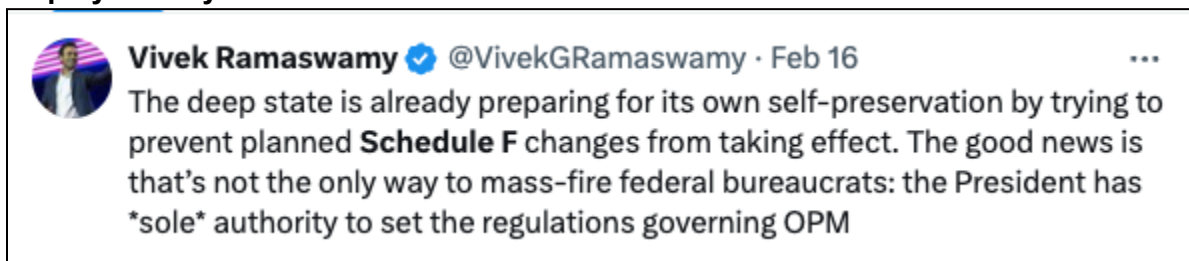 Vivek Ramaswamy @VivekGRamaswamy · Feb 16 ...
The deep state is already preparing for its own self-preservation by trying to
prevent planned Schedule F changes from taking effect. The good news is
that’s not the only way to mass-fire federal bureaucrats: the President has
*sole* authority to set the regulations governing OPM